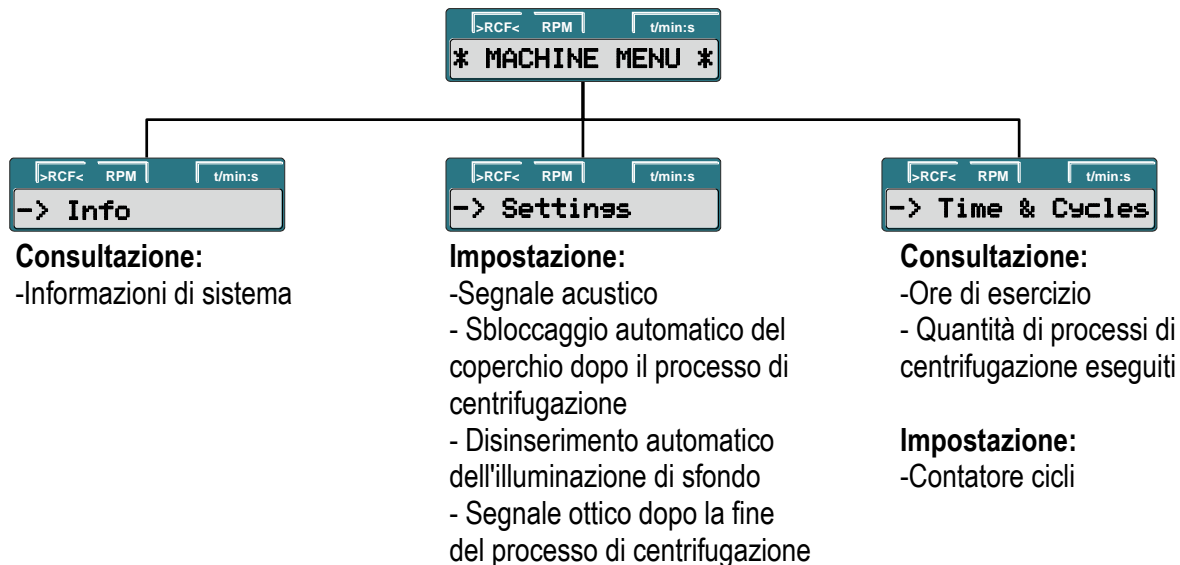 >RCF< RPM t/min:s
* MACHINE MENU *
>RCF< RPM t/min:s
-> Info
Consultazione:
-Informazioni di sistema
>RCF< RPM t/min:s
-> Settings
Impostazione:
-Segnale acustico
- Sbloccaggio automatico del
coperchio dopo il processo di
centrifugazione
- Disinserimento automatico
dell'illuminazione di sfondo
- Segnale ottico dopo la fine
del processo di centrifugazione
>RCF< RPM t/min:s
-> Time & Cycles
Consultazione:
-Ore di esercizio
- Quantità di processi di
centrifugazione eseguiti
Impostazione:
-Contatore cicli